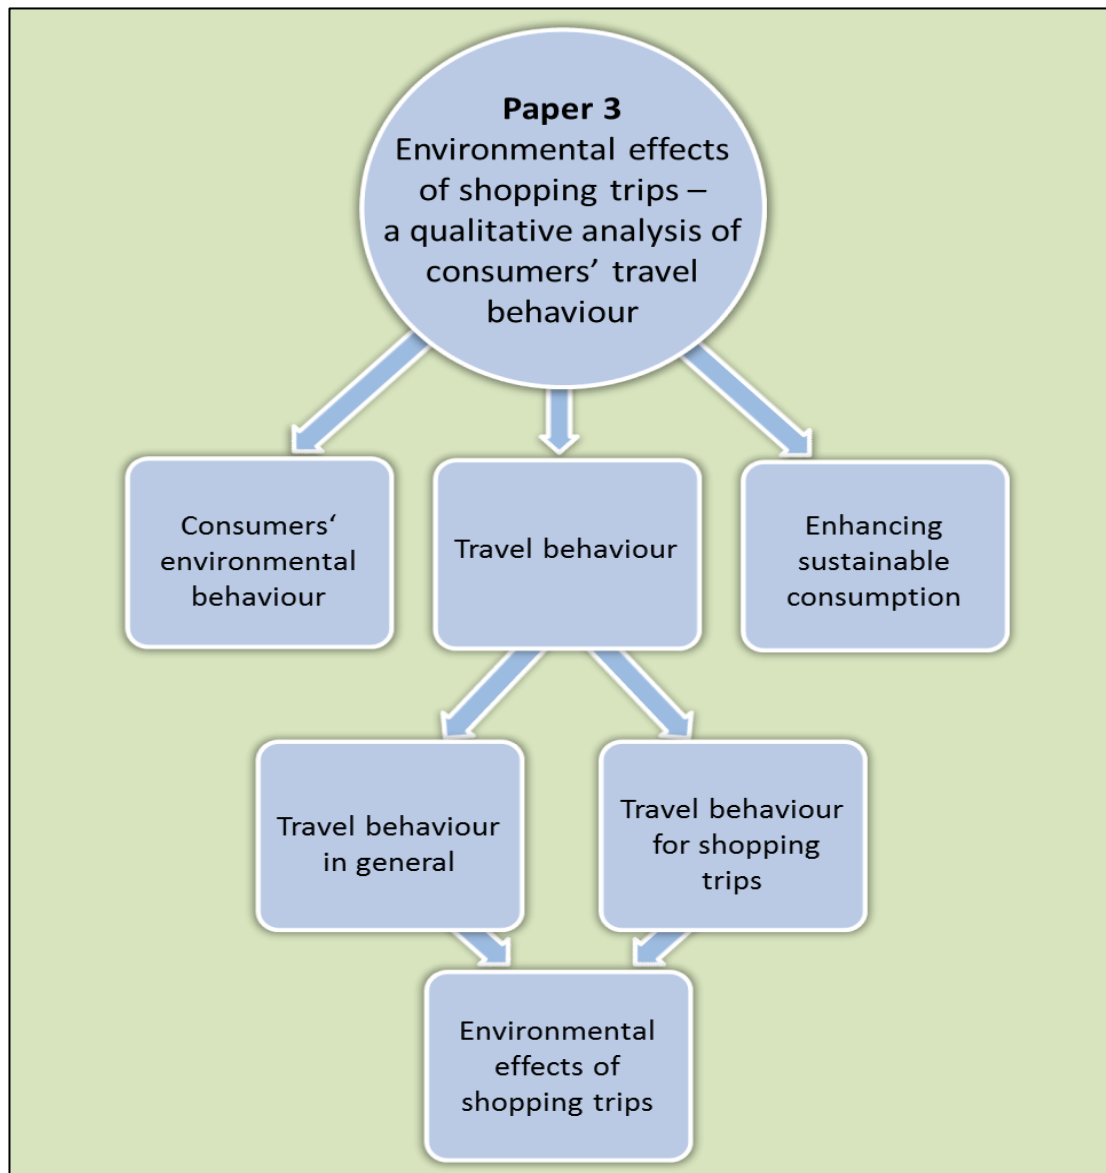 Paper 3
Environmental effects
of shopping trips –
a qualitative analysis of
consumers’ travel
behaviour
Consumers‘
environmental
behaviour
Travel behaviour
Enhancing
sustainable
consumption
Travel behaviour
in general
Travel behaviour
for shopping
trips
Environmental
effects of
shopping trips